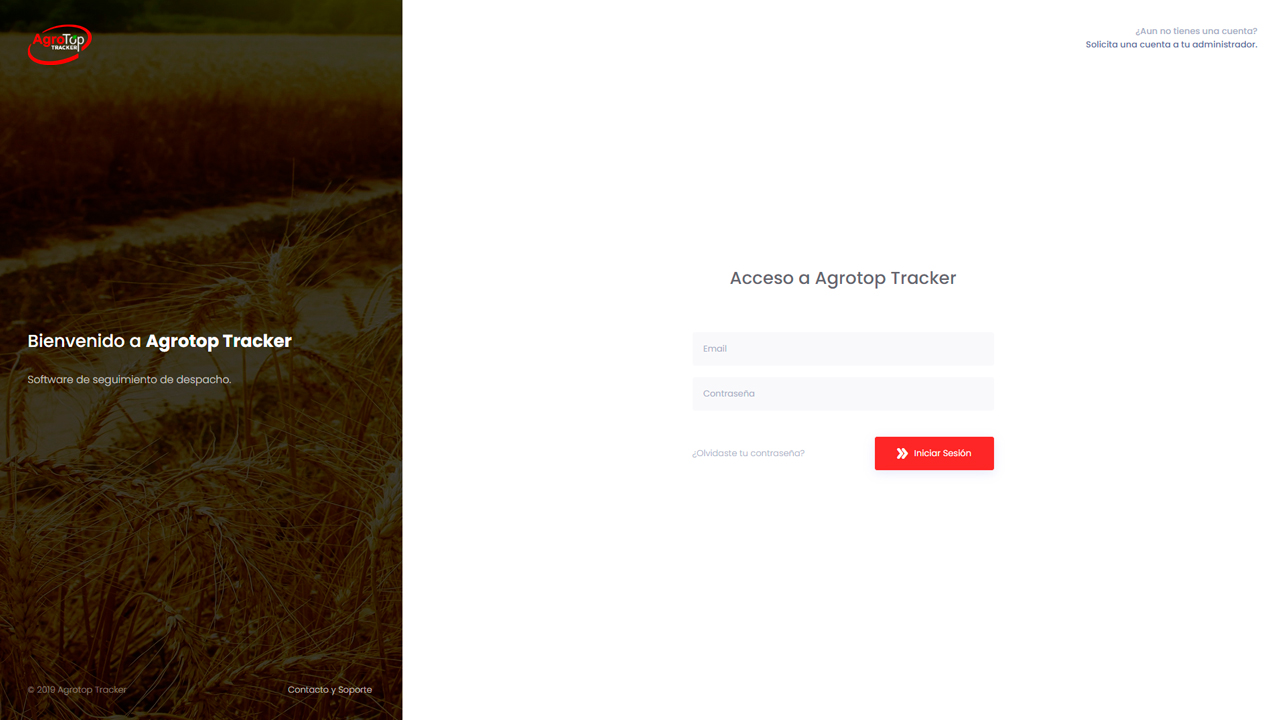 AgroTop
TRACKER
¿Aun no tienes una cuenta?
Solicita una cuenta a tu administrador.
Acceso a Agrotop Tracker
Email
Contraseña
¿Olvidaste tu contraseña?
Iniciar Sesión
Bienvenido a Agrotop Tracker
Software de seguimiento de despacho.
© 2019 Agrotop Tracker
Contacto y Soporte